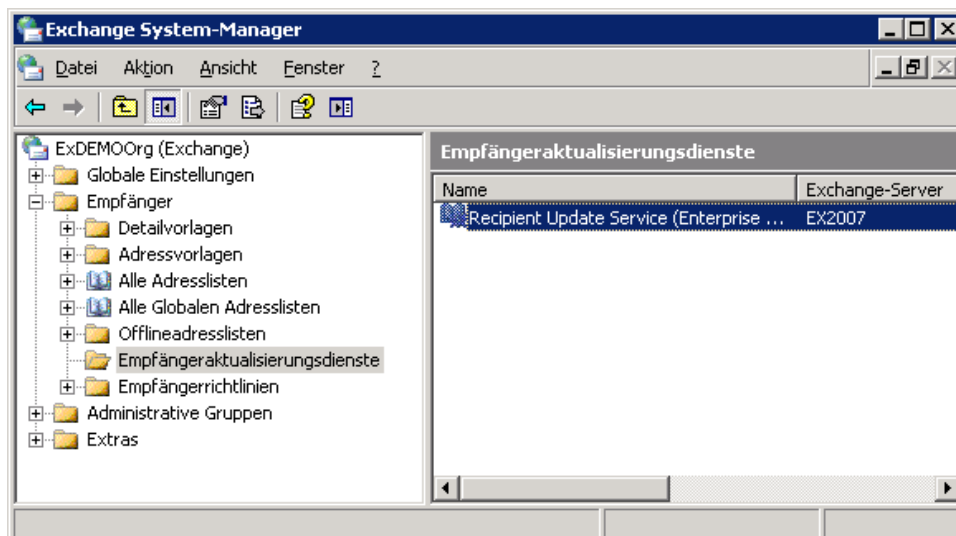 Exchange System-Manager
Datei Aktion Ansicht Fenster ?
ExDEMOOrg (Exchange)
Globale Einstellungen
Empfänger
Detailvorlagen
Adressvorlagen
Alle Adresslisten
Alle Globalen Adresslisten
Offlineadresslisten
Empfängeraktualisierungsdienste
Empfängerrichtlinien
Administrative Gruppen
Extras
Empfängeraktualisierungsdienste
Name Exchange-Server
Recipient Update Service (Enterprise ... EX2007